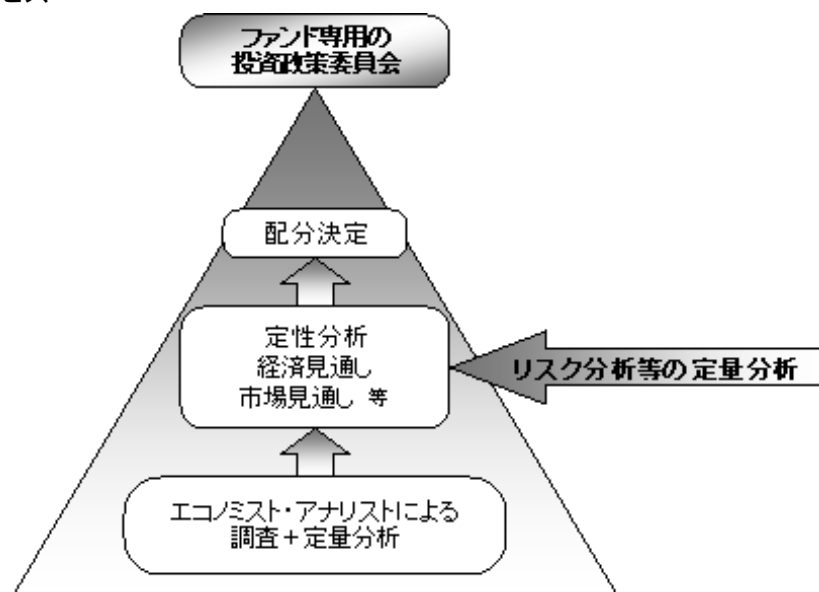 ファンド専用の
投資政策委員会
配分決定
定性分析
経済見通し
市場見通し 等
リスク分析等の定量分析
エコノミスト・アナリストによる
調査＋定量分析